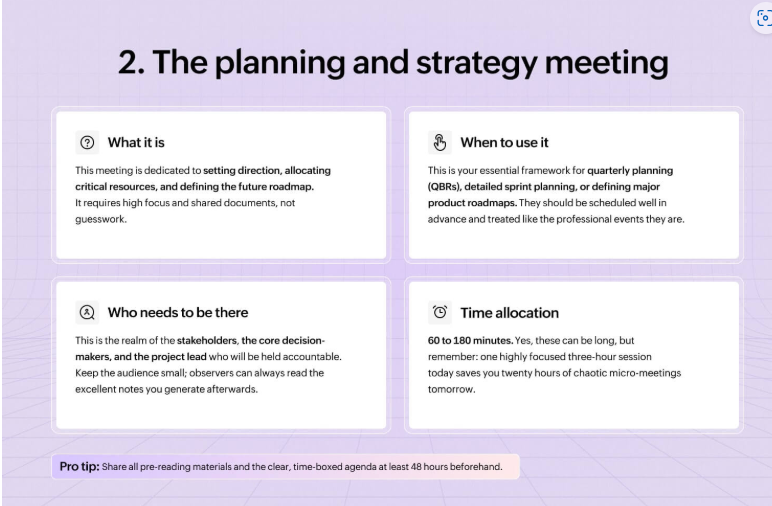 2. The planning and strategy meeting
What it is
This meeting is dedicated to setting direction, allocating
critical resources, and defining the future roadmap.
It requires high focus and shared documents, not
guesswork.
When to use it
This is your essential framework for quarterly planning
(QBRs), detailed sprint planning, or defining major
product roadmaps. They should be scheduled well in
advance and treated like the professional events they are.
Who needs to be there
This is the realm of the stakeholders, the core decision-
makers, and the project lead who will be held accountable.
Keep the audience small; observers can always read the
excellent notes you generate afterwards.
Time allocation
60 to 180 minutes. Yes, these can be long, but
remember: one highly focused three-hour session
today saves you twenty hours of chaotic micro-meetings
tomorrow.
Pro tip: Share all pre-reading materials and the clear, time-boxed agenda at least 48 hours beforehand.